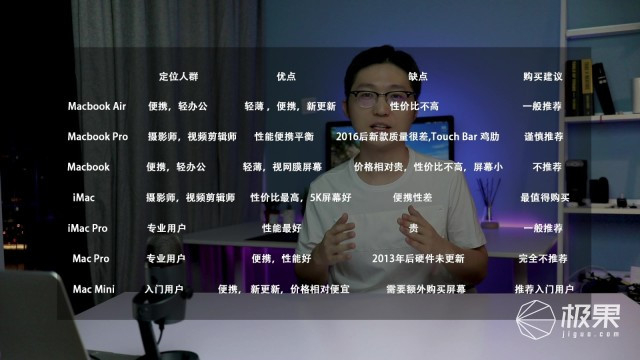 定位人群 优点 缺点 购买建议
Macbook Air 便携，轻办公 轻薄，便携，新更新 性价比不高 一般推荐
Macbook Pro 摄影师，视频剪辑师 性能便携平衡 2016后新款质量很差,Touch Bar 鸡肋 谨慎推荐
Macbook 便携，轻办公 轻薄，视网膜屏幕 价格相对贵，性价比不高，屏幕小 不推荐
iMac 摄影师，视频剪辑师 性价比最高，5K屏幕好 便携性差 最值得购买
iMac Pro 专业用户 性能最好 贵 一般推荐
Mac Pro 专业用户 便携，性能好 2013年后硬件未更新 完全不推荐
Mac Mini 入门用户 便携， 新更新，价格相对便宜 需要额外购买屏幕 推荐入门用户
极果
jiguo.com